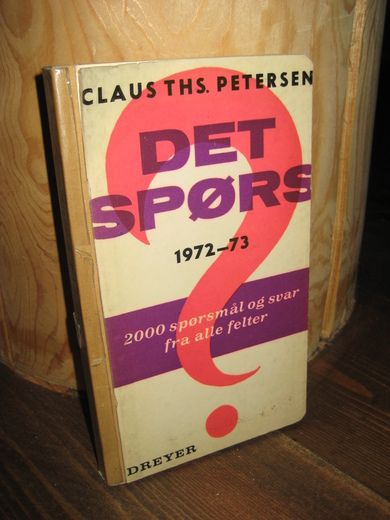 CLAUS THS. PETERSEN
DET
SPØRS
1972–73
2000 spørsmål og svar
fra alle felter
DREYER